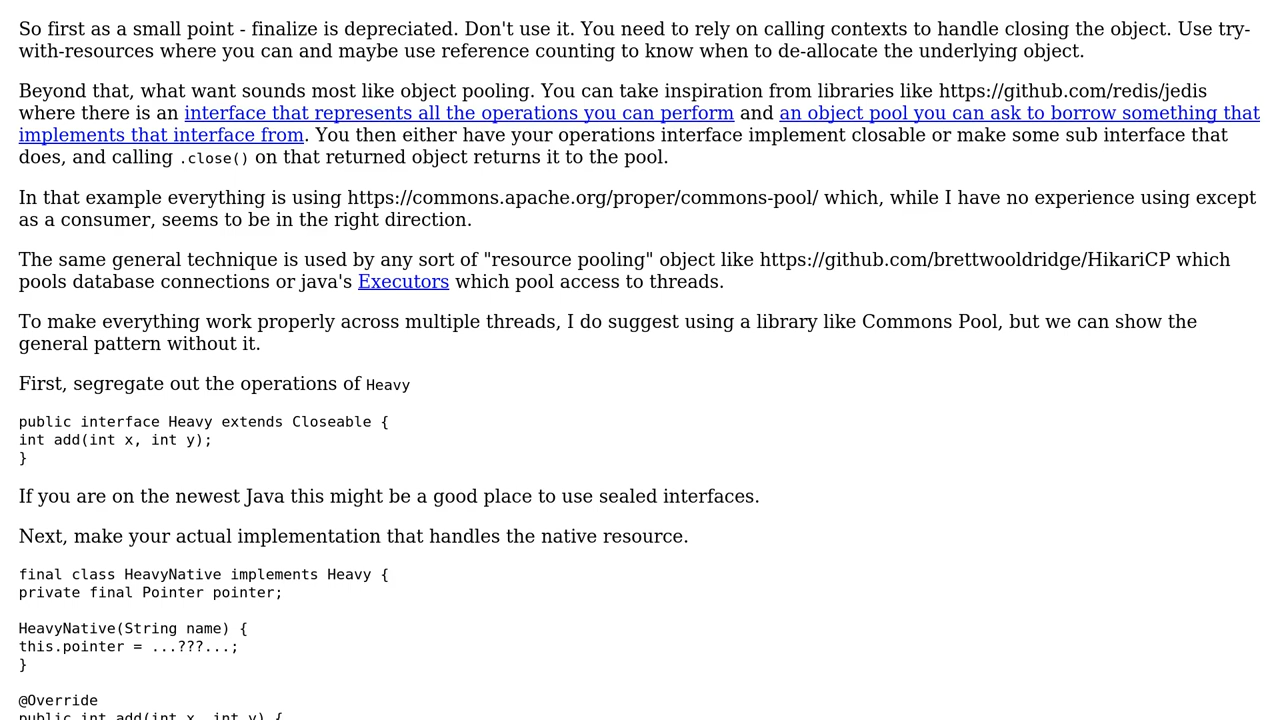 So first as a small point - finalize is depreciated. Don't use it. You need to rely on calling contexts to handle closing the object. Use try-
with-resources where you can and maybe use reference counting to know when to de-allocate the underlying object.
Beyond that, what want sounds most like object pooling. You can take inspiration from libraries like https://github.com/redis/jedis
where there is an interface that represents all the operations you can perform and an object pool you can ask to borrow something that
implements that interface from. You then either have your operations interface implement closable or make some sub interface that
does, and calling .close() on that returned object returns it to the pool.
In that example everything is using https://commons.apache.org/proper/commons-pool/ which, while I have no experience using except
as a consumer, seems to be in the right direction.
The same general technique is used by any sort of "resource pooling" object like https://github.com/brettwooldridge/HikariCP which
pools database connections or java's Executors which pool access to threads.
To make everything work properly across multiple threads, I do suggest using a library like Commons Pool, but we can show the
general pattern without it.
First, segregate out the operations of Heavy
public interface Heavy extends Closeable {
int add(int x, int y);
}
If you are on the newest Java this might be a good place to use sealed interfaces.
Next, make your actual implementation that handles the native resource.
final class HeavyNative implements Heavy {
private final Pointer pointer;
HeavyNative(String name) {
this.pointer = ...???...;
}
@Override
public int add(int x, int y) {